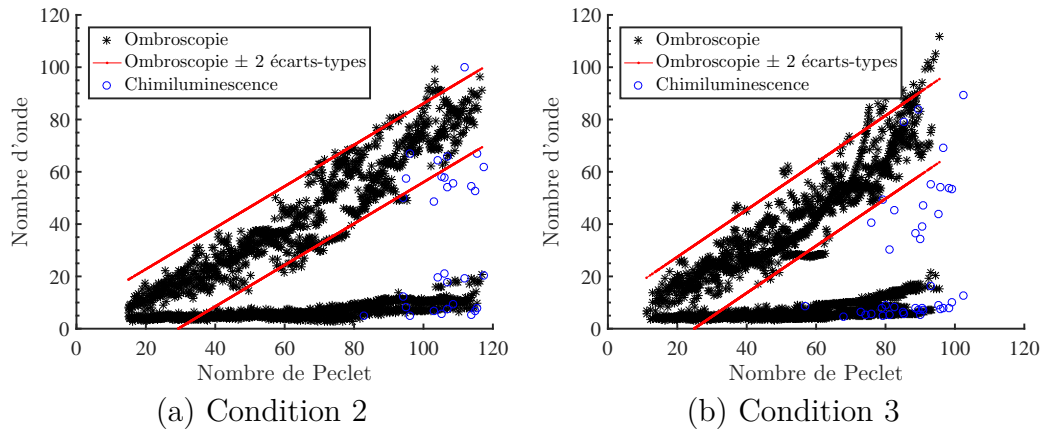 Ombroscopie
Ombroscopie ± 2 écarts-types
Chimiluminescence
120
100
80
60
40
20
0
Nombre d'onde
0 20 40 60 80 100 120
Nombre de Peclet
(a) Condition 2
Ombroscopie
Ombroscopie ± 2 écarts-types
Chimiluminescence
120
100
80
60
40
20
0
Nombre d'onde
0 20 40 60 80 100 120
Nombre de Peclet
(b) Condition 3